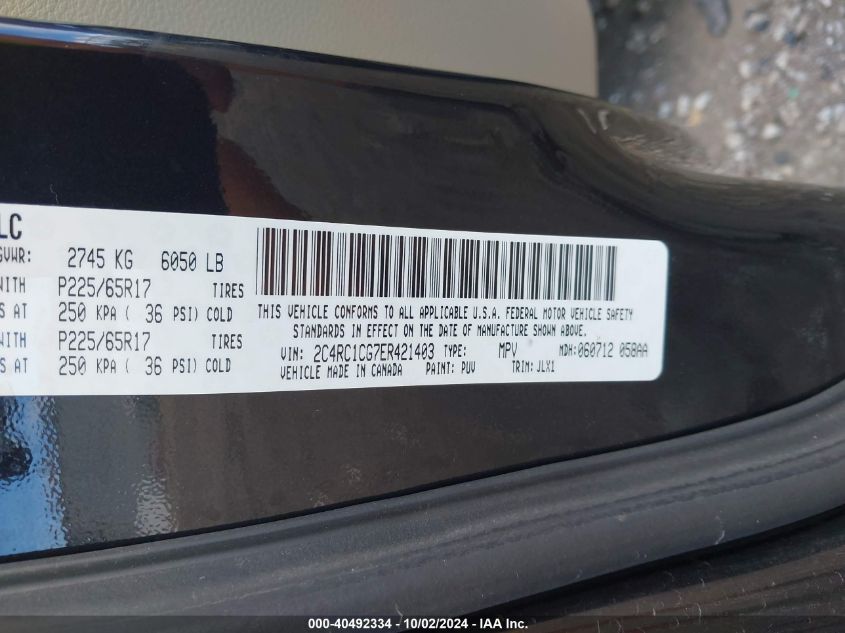 LC
GVWR: 2745 KG 6050 LB
WITH P225/65R17 TIRES
S AT 250 KPA ( 36 PSI) COLD
WITH P225/65R17 TIRES
S AT 250 KPA ( 36 PSI) COLD
THIS VEHICLE CONFORMS TO ALL APPLICABLE U.S.A. FEDERAL MOTOR VEHICLE SAFETY
STANDARDS IN EFFECT ON THE DATE OF MANUFACTURE SHOWN ABOVE.
VIN: 2C4RC1CG7ER421403 TYPE: MPV MDH:060712 058AA
VEHICLE MADE IN CANADA PAINT: PUV TRIM:JLX1
000-40492334 - 10/02/2024 - IAA Inc.